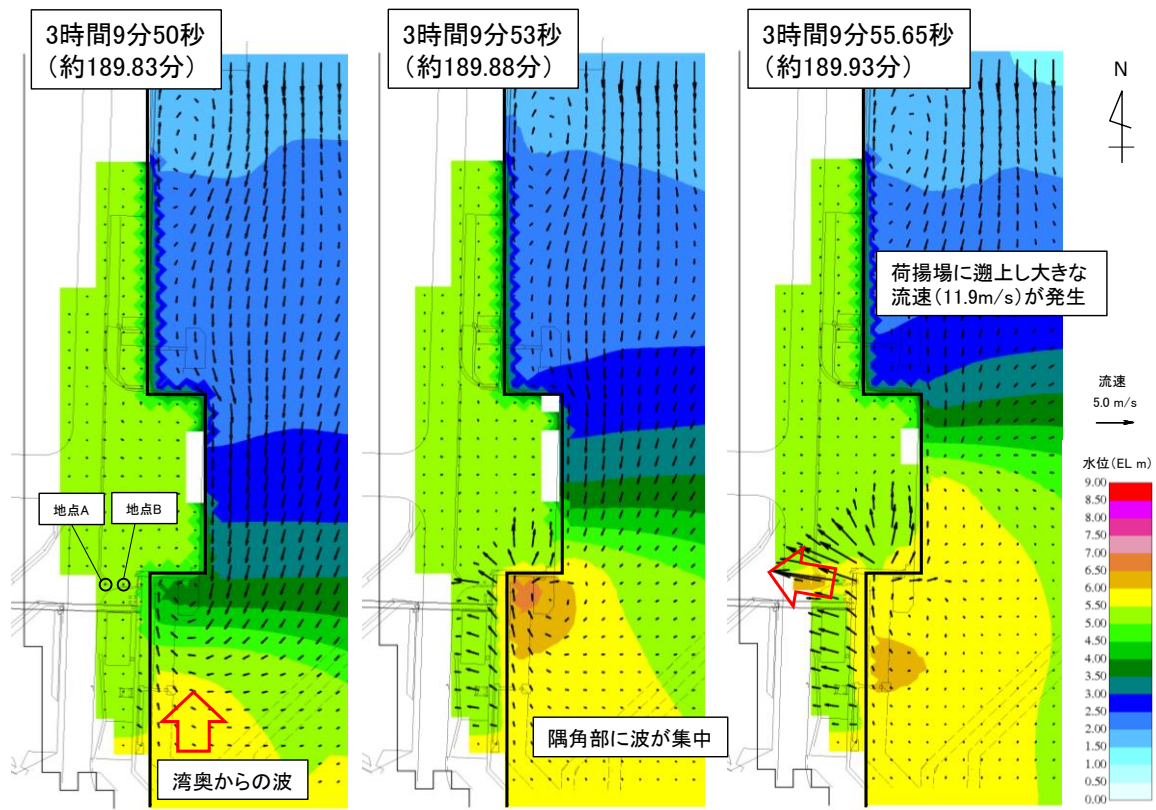 3時間9分50秒
（約189.83分）
3時間9分53秒
（約189.88分）
3時間9分55.65秒
（約189.93分）
N
荷揚場に遡上し大きな
流速（11.9m/s）が発生
流速
5.0 m/s
水位（EL m）
9.00
8.50
8.00
7.50
7.00
6.50
6.00
5.50
5.00
4.50
4.00
3.50
3.00
2.50
2.00
1.50
1.00
0.50
0.00
地点A
地点B
湾奥からの波
隅角部に波が集中